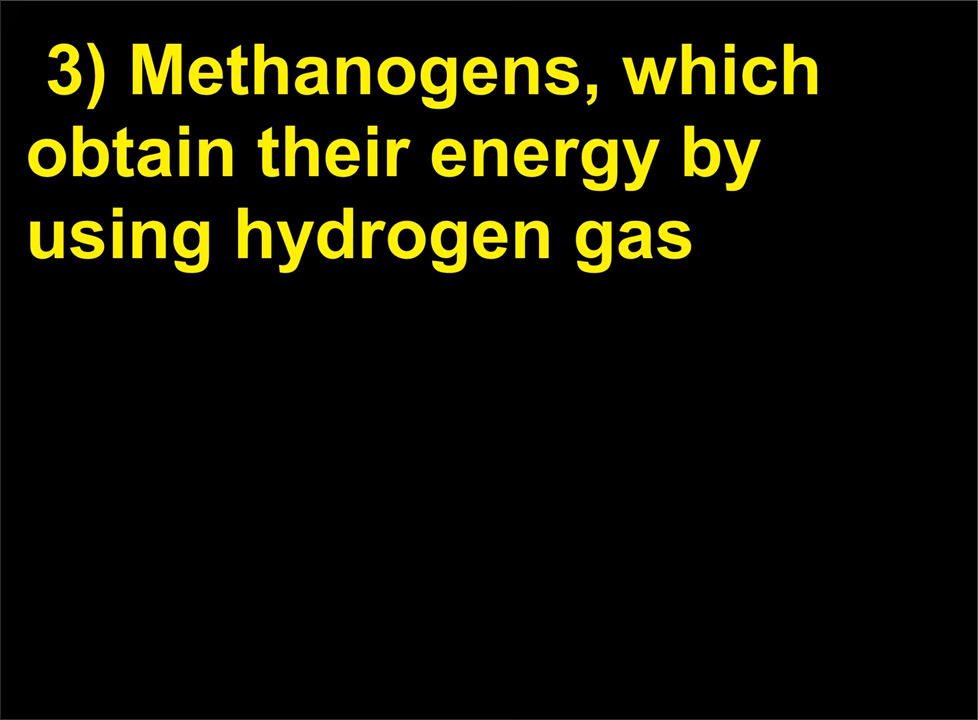 3) Methanogens, which
obtain their energy by
using hydrogen gas